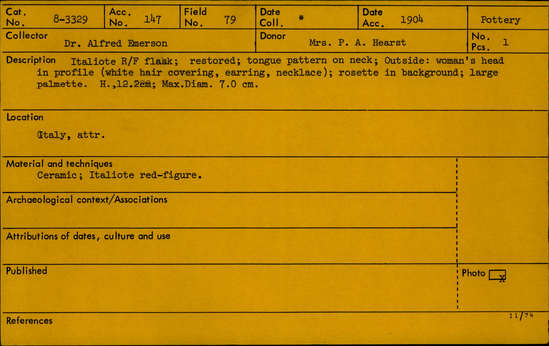 Cat. No. 8-3329 Acc. No. 147 Field No. 79 Date Coll. * Date Acc. 1904 Pottery
Collector Dr. Alfred Emerson Donor Mrs. P. A. Hearst No. Pcs. 1
Description Italiote R/F flask; restored; tongue pattern on neck; Outside: woman's head
in profile (white hair covering, earring, necklace); rosette in background; large
palmette. H.,12.2cm; Max.Diam. 7.0 cm.
Location
Italy, attr.
Material and techniques
Ceramic; Italiote red-figure.
Archaeological context/Associations
Attributions of dates, culture and use
Published Photo x
References 11/74